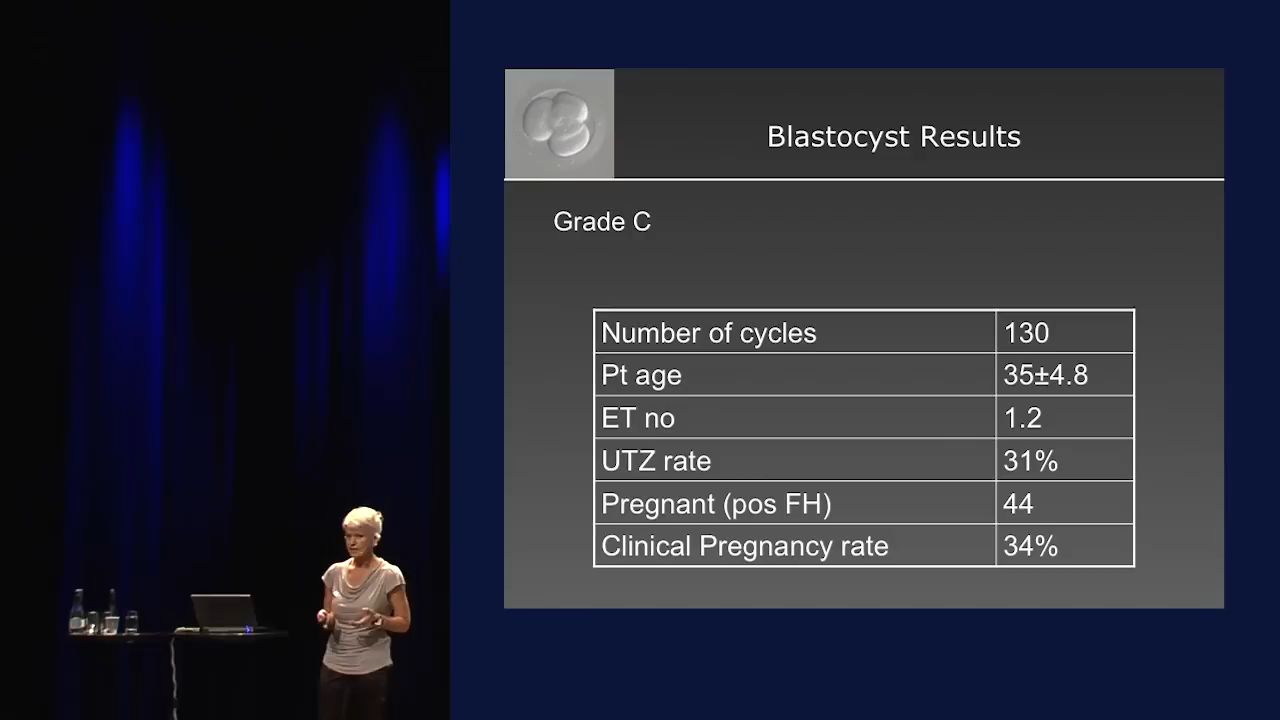 Blastocyst Results
Grade C
Number of cycles 130
Pt age 35±4.8
ET no 1.2
UTZ rate 31%
Pregnant (pos FH) 44
Clinical Pregnancy rate 34%